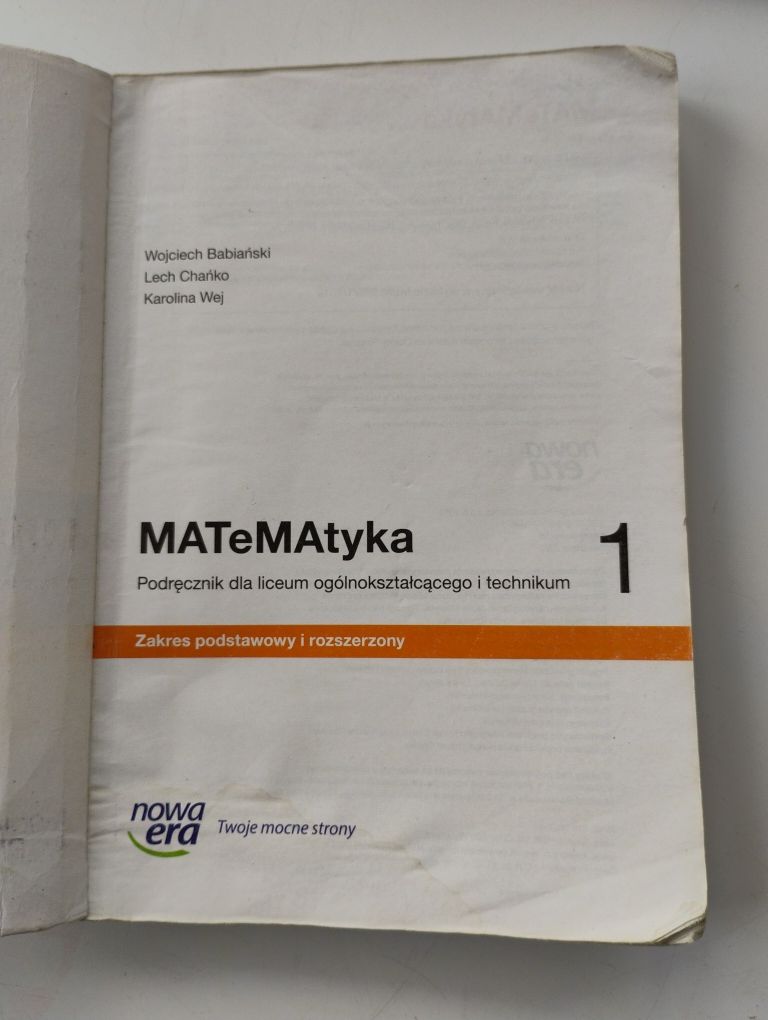 Wojciech Babiański
Lech Chańko
Karolina Wej
MATeMAtyka 1
Podręcznik dla liceum ogólnokształcącego i technikum
Zakres podstawowy i rozszerzony
nowa
era
Twoje mocne strony